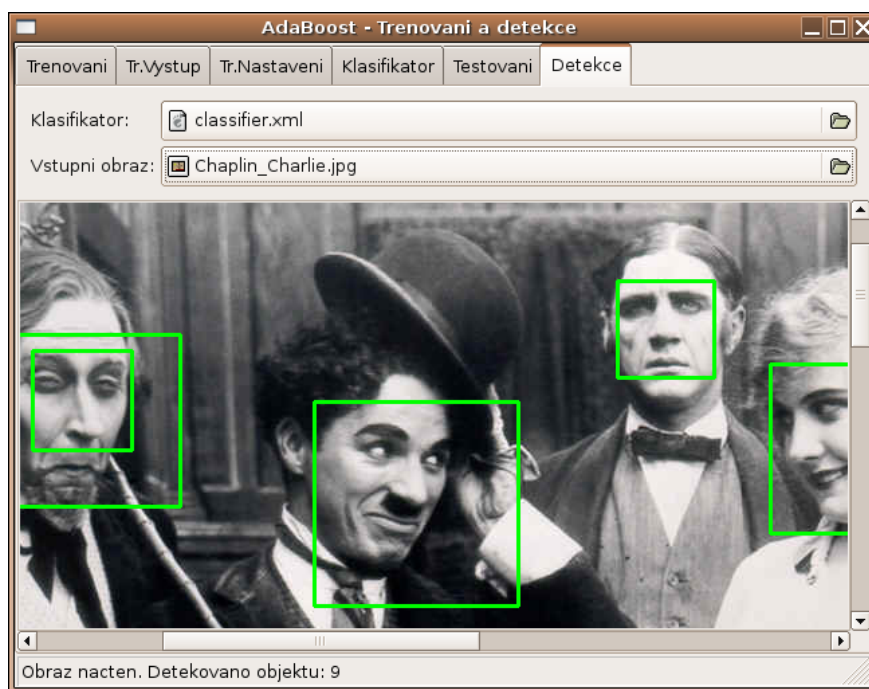 AdaBoost - Trenovani a detekce
Trenovani Tr.Vystup Tr.Nastaveni Klasifikator Testovani Detekce
Klasifikator: classifier.xml
Vstupni obraz: Chaplin_Charlie.jpg
Obraz nacten. Detekovano objektu: 9